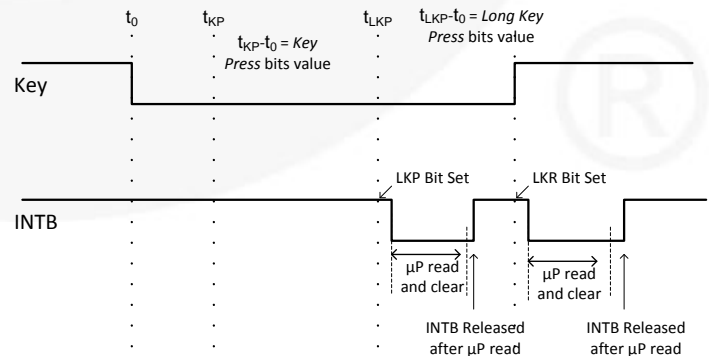 t0 tKP tLKP tLKP-t0 = Long Key
Press bits value
tKP-t0 = Key
Press bits value
Key
LKP Bit Set
LKR Bit Set
INTB
µP read
and clear
µP read
and clear
INTB Released
after µP read
INTB Released
after µP read
®